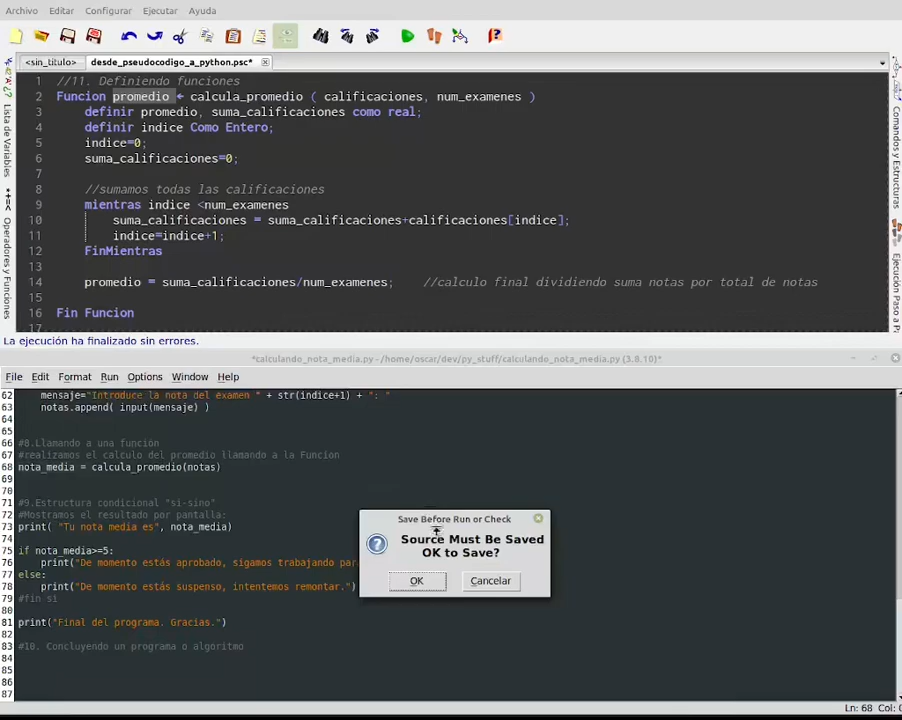 Archivo Editar Configurar Ejecutar Ayuda
<sin_titulo> desde_pseudocodigo_a_python.psc*
1 //11. Definiendo funciones
2 Funcion promedio ← calcula_promedio ( calificaciones, num_examenes )
3 definir promedio, suma_calificaciones como real;
4 definir indice Como Entero;
5 indice=0;
6 suma_calificaciones=0;
7
8 //sumamos todas las calificaciones
9 mientras indice <num_examenes
10 suma_calificaciones = suma_calificaciones+calificaciones[indice];
11 indice=indice+1;
12 FinMientras
13
14 promedio = suma_calificaciones/num_examenes; //calculo final dividiendo suma notas por total de notas
15
16 Fin Funcion
17
Lista de Variables
Operadores y Funciones
Comandos y Estructuras
Ejecución Paso a P
La ejecución ha finalizado sin errores.
*calculando_nota_media.py - /home/oscar/dev/py_stuff/calculando_nota_media.py (3.8.10)*
File Edit Format Run Options Window Help
62 mensaje="Introduce la nota del examen " + str(indice+1) + ": "
63 notas.append( input(mensaje) )
64
65
66 #8.Llamando a una función
67 #realizamos el calculo del promedio llamando a la Funcion
68 nota_media = calcula_promedio(notas)
69
70
71 #9.Estructura condicional "si-sino"
72 #Mostramos el resultado por pantalla:
73 print( "Tu nota media es", nota_media)
74
75 if nota_media>=5:
76 print("De momento estás aprobado, sigamos trabajando par
77 else:
78 print("De momento estás suspenso, intentemos remontar.")
79 #fin si
80
81 print("Final del programa. Gracias.")
82
83 #10. Concluyendo un programa o algoritmo
84
85
86
87
Save Before Run or Check
Source Must Be Saved
OK to Save?
OK Cancelar
Ln: 68 Col: 0